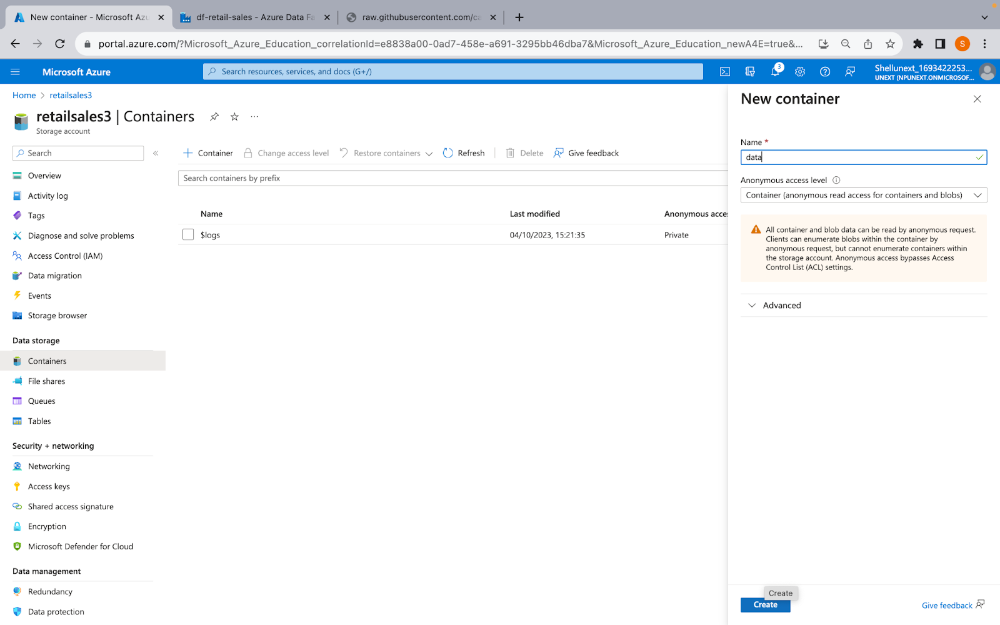 New container - Microsoft Azu
df-retail-sales - Azure Data Fa
raw.githubusercontent.com/ca
portal.azure.com/?Microsoft_Azure_Education_correlationId=e8838a00-0ad7-458e-a691-3295bb46dba7&Microsoft_Azure_Education_newA4E=true&...
S
Microsoft Azure
Search resources, services, and docs (G+/)
3
Shellunext_1693422253...
UNEXT (NPUNEXT.ONMICROSOF...
Home > retailsales3
retailsales3 | Containers
Storage account
Search
Container
Change access level
Restore containers
Refresh
Delete
Give feedback
Search containers by prefix
Name
Last modified
Anonymous acce
$logs
04/10/2023, 15:21:35
Private
Overview
Activity log
Tags
Diagnose and solve problems
Access Control (IAM)
Data migration
Events
Storage browser
Data storage
Containers
File shares
Queues
Tables
Security + networking
Networking
Access keys
Shared access signature
Encryption
Microsoft Defender for Cloud
Data management
Redundancy
Data protection
New container
Name *
data
Anonymous access level
Container (anonymous read access for containers and blobs)
All container and blob data can be read by anonymous request.
Clients can enumerate blobs within the container by
anonymous request, but cannot enumerate containers within
the storage account. Anonymous access bypasses Access
Control List (ACL) settings.
Advanced
Create
Create
Give feedback